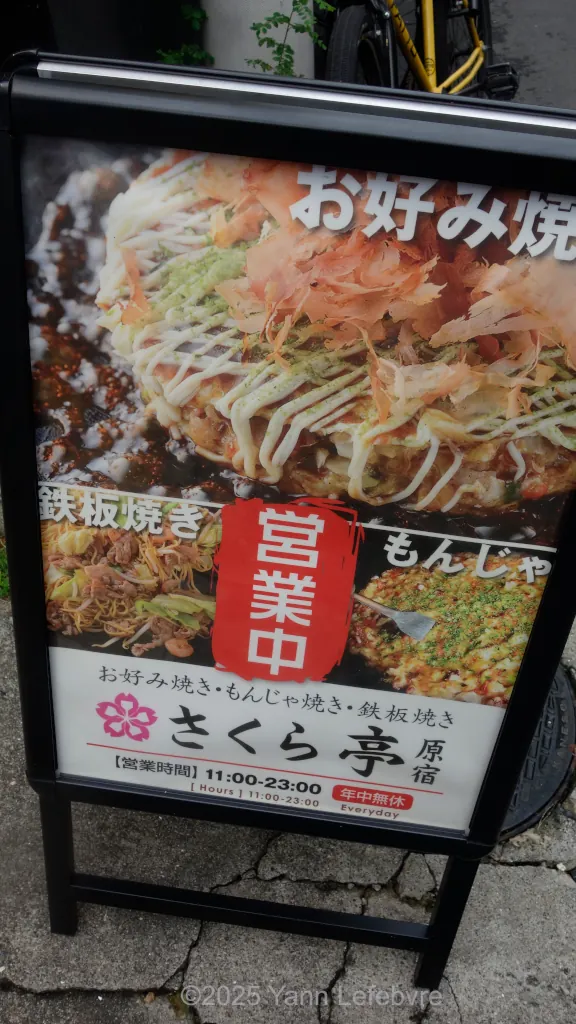 お好み焼
鉄板焼き
営業中
もんじゃ
お好み焼き・もんじゃ焼き・鉄板焼き
さくら亭 原宿
【営業時間】11:00-23:00 年中無休
[ Hours ] 11:00-23:00 Everyday
©2025 Yann Lefebvre